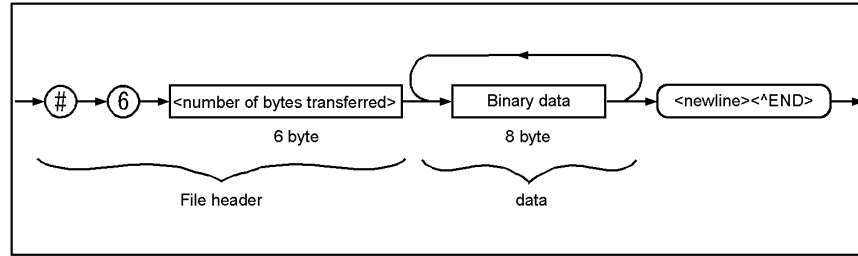 # 6 <number of bytes transferred> Binary data <newline><^END>
6 byte 8 byte
File header data